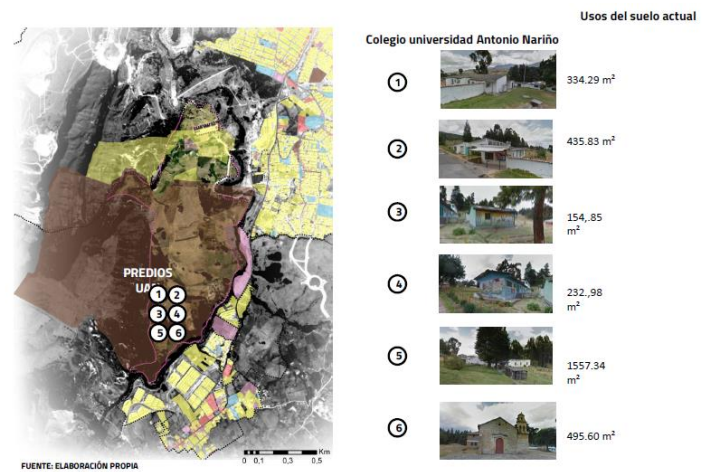 Usos del suelo actual
Colegio universidad Antonio Nariño
1
334.29 m²
2
435.83 m²
3
154,.85
m²
4
232.,98
m²
5
1557.34
m²
6
495.60 m²
PREDIOS
1 2
3 4
5 6
Km
0 0,1 0,3 0,5
FUENTE: ELABORACIÓN PROPIA